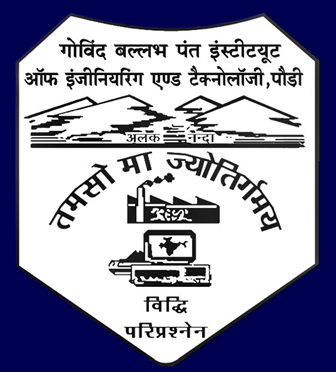 गोविंद बल्लभ पंत इंस्टीटयूट
ऑफ इंजीनियरिंग एण्ड टैक्नोलॉजी,पौड़ी
अलक नन्दा
तमसो मा ज्योतिर्गमय
विद्धि
परिप्रश्नेन